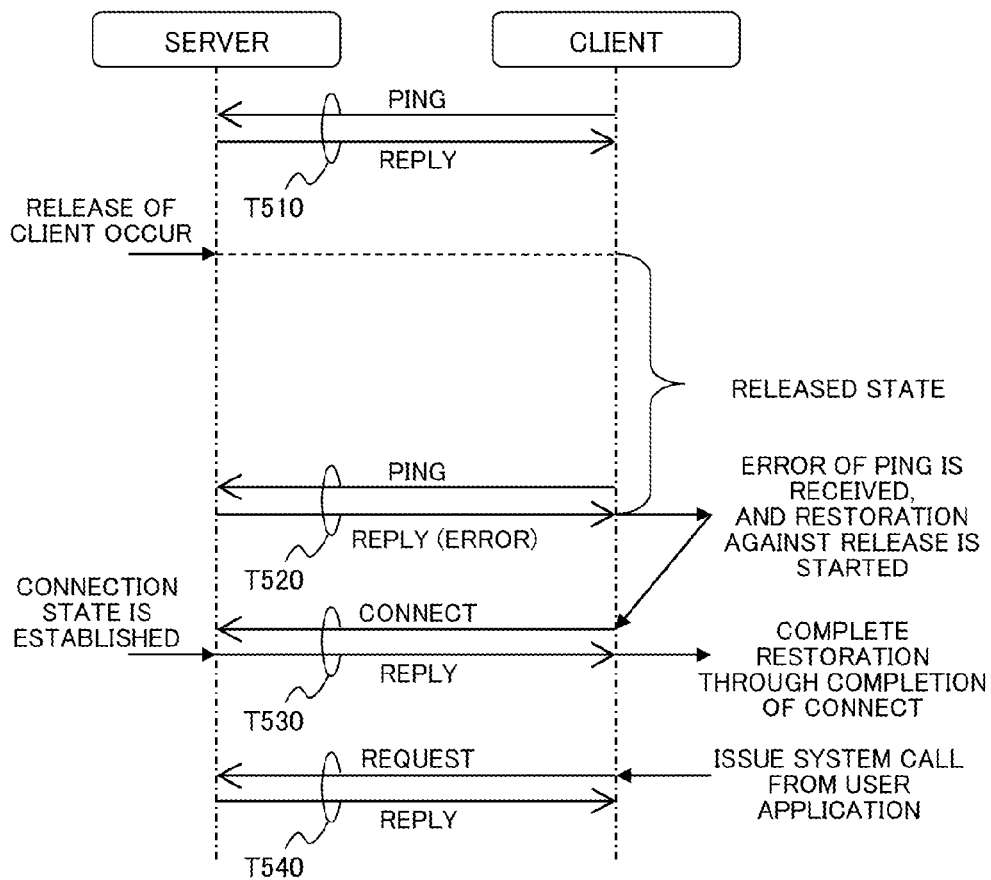 SERVER
CLIENT
PING
REPLY
T510
RELEASE OF
CLIENT OCCUR
RELEASED STATE
PING
REPLY (ERROR)
T520
ERROR OF PING IS
RECEIVED,
AND RESTORATION
AGAINST RELEASE IS
STARTED
CONNECTION
STATE IS
ESTABLISHED
CONNECT
REPLY
T530
COMPLETE
RESTORATION
THROUGH COMPLETION
OF CONNECT
REQUEST
REPLY
T540
ISSUE SYSTEM CALL
FROM USER
APPLICATION